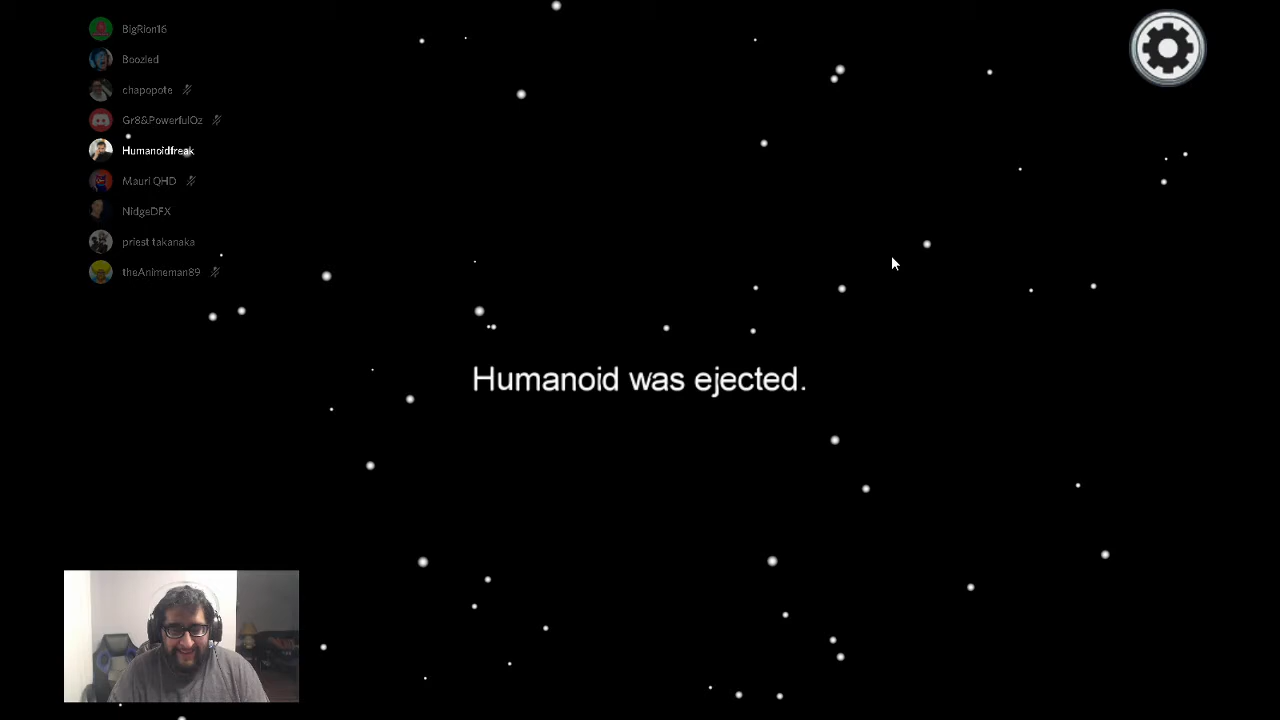 BigRion16
Boozled
chapopote
Gr8&PowerfulOz
Humanoidfreak
Mauri QHD
NidgeDFX
priest takanaka
theAnimeman89
Humanoid was ejected.